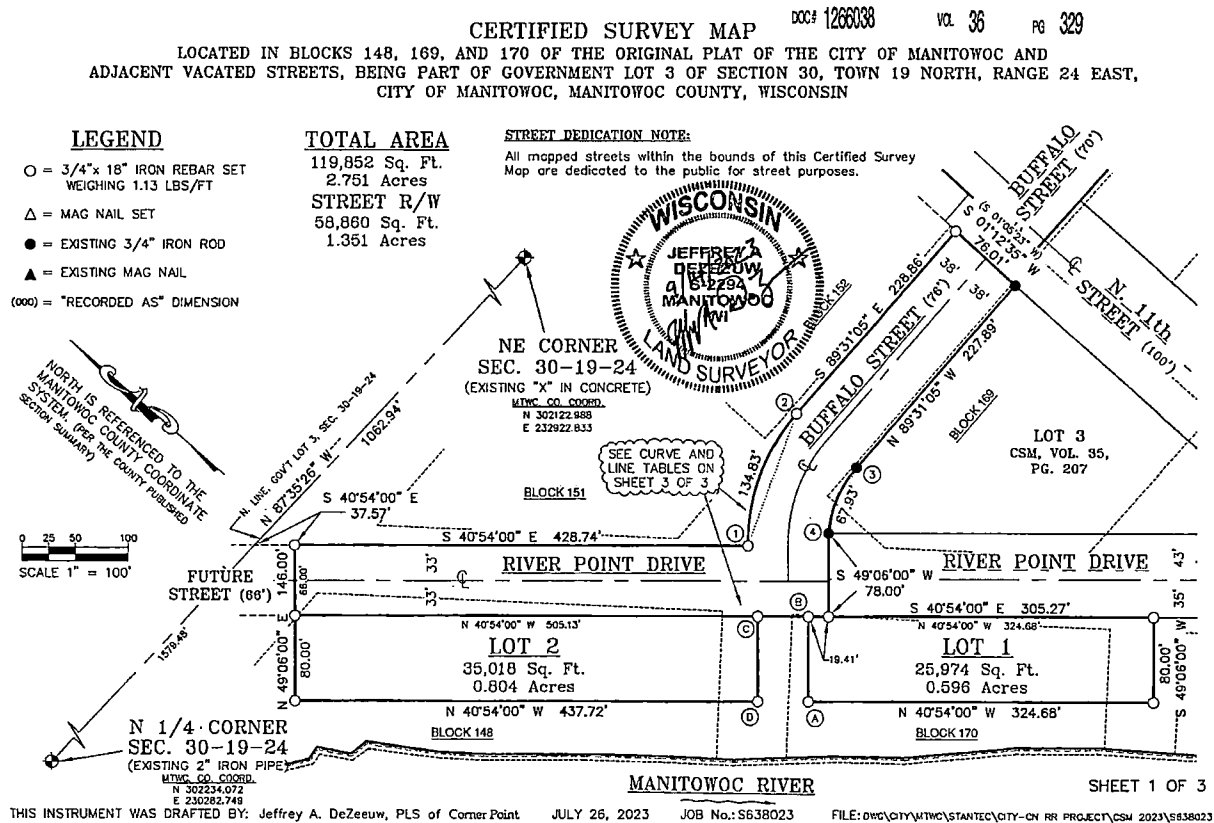 DOC# 1266038 VOL 36 PG 329
CERTIFIED SURVEY MAP
LOCATED IN BLOCKS 148, 169, AND 170 OF THE ORIGINAL PLAT OF THE CITY OF MANITOWOC AND
ADJACENT VACATED STREETS, BEING PART OF GOVERNMENT LOT 3 OF SECTION 30, TOWN 19 NORTH, RANGE 24 EAST,
CITY OF MANITOWOC, MANITOWOC COUNTY, WISCONSIN
LEGEND
○ = 3/4"x 18" IRON REBAR SET
WEIGHING 1.13 LBS/FT
△ = MAG NAIL SET
● = EXISTING 3/4" IRON ROD
▲ = EXISTING MAG NAIL
(000) = "RECORDED AS" DIMENSION
TOTAL AREA
119,852 Sq. Ft.
2.751 Acres
STREET R/W
58,860 Sq. Ft.
1.351 Acres
STREET DEDICATION NOTE:
All mapped streets within the bounds of this Certified Survey
Map are dedicated to the public for street purposes.
WISCONSIN
JEFFREY A
DEZEEUW
S-2294
MANITOWOC
WI
LAND SURVEYOR
NORTH IS REFERENCED TO THE
MANITOWOC COUNTY COORDINATE
SYSTEM. (PER THE COUNTY PUBLISHED
SECTION SUMMARY)
0 25 50 100
SCALE 1" = 100'
NE CORNER
SEC. 30-19-24
(EXISTING "X" IN CONCRETE)
MTWC. CO. COORD.
N 302122.988
E 232922.833
N. LINE, GOV'T LOT 3, SEC. 30-19-24
N 87°35'26" W
1062.94'
1579.48'
S 40°54'00" E
37.57'
BLOCK 151
SEE CURVE AND
LINE TABLES ON
SHEET 3 OF 3
BLOCK 152
BUFFALO
STREET (70')
(S 01°05'23" W)
S 01°12'35" W
76.01'
N. 11th
STREET (100')
S 89°31'05" E 228.86'
38'
38'
BUFFALO STREET (76')
N 89°31'05" W 227.89'
BLOCK 169
LOT 3
CSM, VOL. 35,
PG. 207
134.83'
67.93'
1
2
3
4
S 40°54'00" E 428.74'
RIVER POINT DRIVE
RIVER POINT DRIVE
33'
33'
43'
35'
FUTURE
STREET (66')
146.00'
66.00'
N 49°06'00" E
80.00'
S 49°06'00" W
78.00'
S 40°54'00" E 305.27'
N 40°54'00" W 505.13'
N 40°54'00" W 324.68'
LOT 2
35,018 Sq. Ft.
0.804 Acres
19.41'
LOT 1
25,974 Sq. Ft.
0.596 Acres
80.00'
S 49°06'00" W
A
B
C
D
N 40°54'00" W 437.72'
N 40°54'00" W 324.68'
BLOCK 148
BLOCK 170
N 1/4 CORNER
SEC. 30-19-24
(EXISTING 2" IRON PIPE)
MTWC. CO. COORD.
N 302234.072
E 230282.749
MANITOWOC RIVER
SHEET 1 OF 3
THIS INSTRUMENT WAS DRAFTED BY: Jeffrey A. DeZeeuw, PLS of CornerPoint JULY 26, 2023 JOB No.: S638023 FILE: DWG\CITY\MTWC\STANTEC\CITY-CN RR PROJECT\CSM 2023\S638023